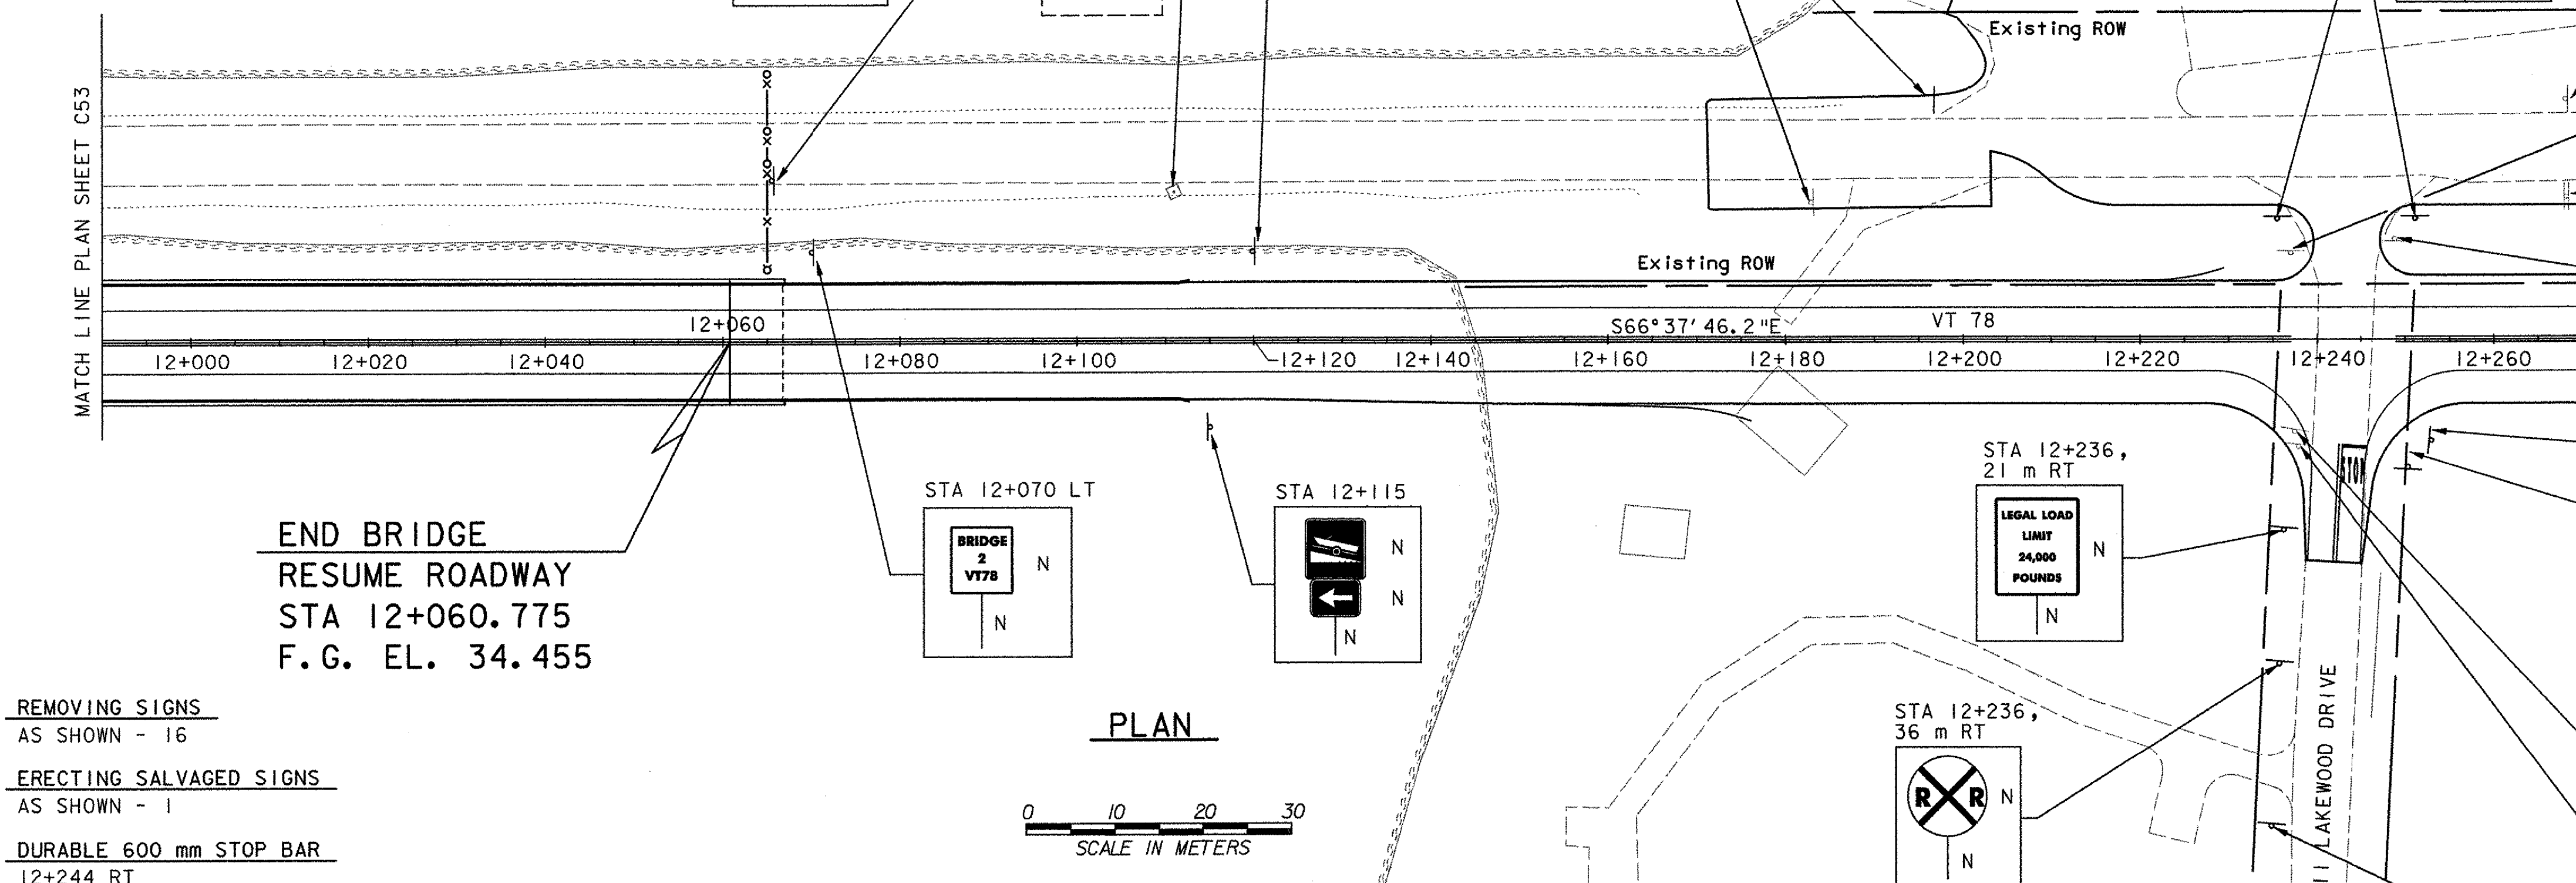 Existing ROW
MATCH LINE PLAN SHEET C53
Existing ROW
12+060
S66°37'46.2"E
VT 78
12+000
12+020
12+040
12+080
12+100
12+120
12+140
12+160
12+180
12+200
12+220
12+240
12+260
STA 12+236,
21 m RT
STOP
STA 12+070 LT
STA 12+115
LEGAL LOAD
LIMIT
24,000
POUNDS
N
N
BRIDGE
2
VT78
N
N
N
N
N
END BRIDGE
RESUME ROADWAY
STA 12+060.775
F.G. EL. 34.455
REMOVING SIGNS
AS SHOWN - 16
ERECTING SALVAGED SIGNS
AS SHOWN - 1
DURABLE 600 mm STOP BAR
12+244 RT
PLAN
0 10 20 30
SCALE IN METERS
STA 12+236,
36 m RT
R R N
N
LAKEWOOD DRIVE